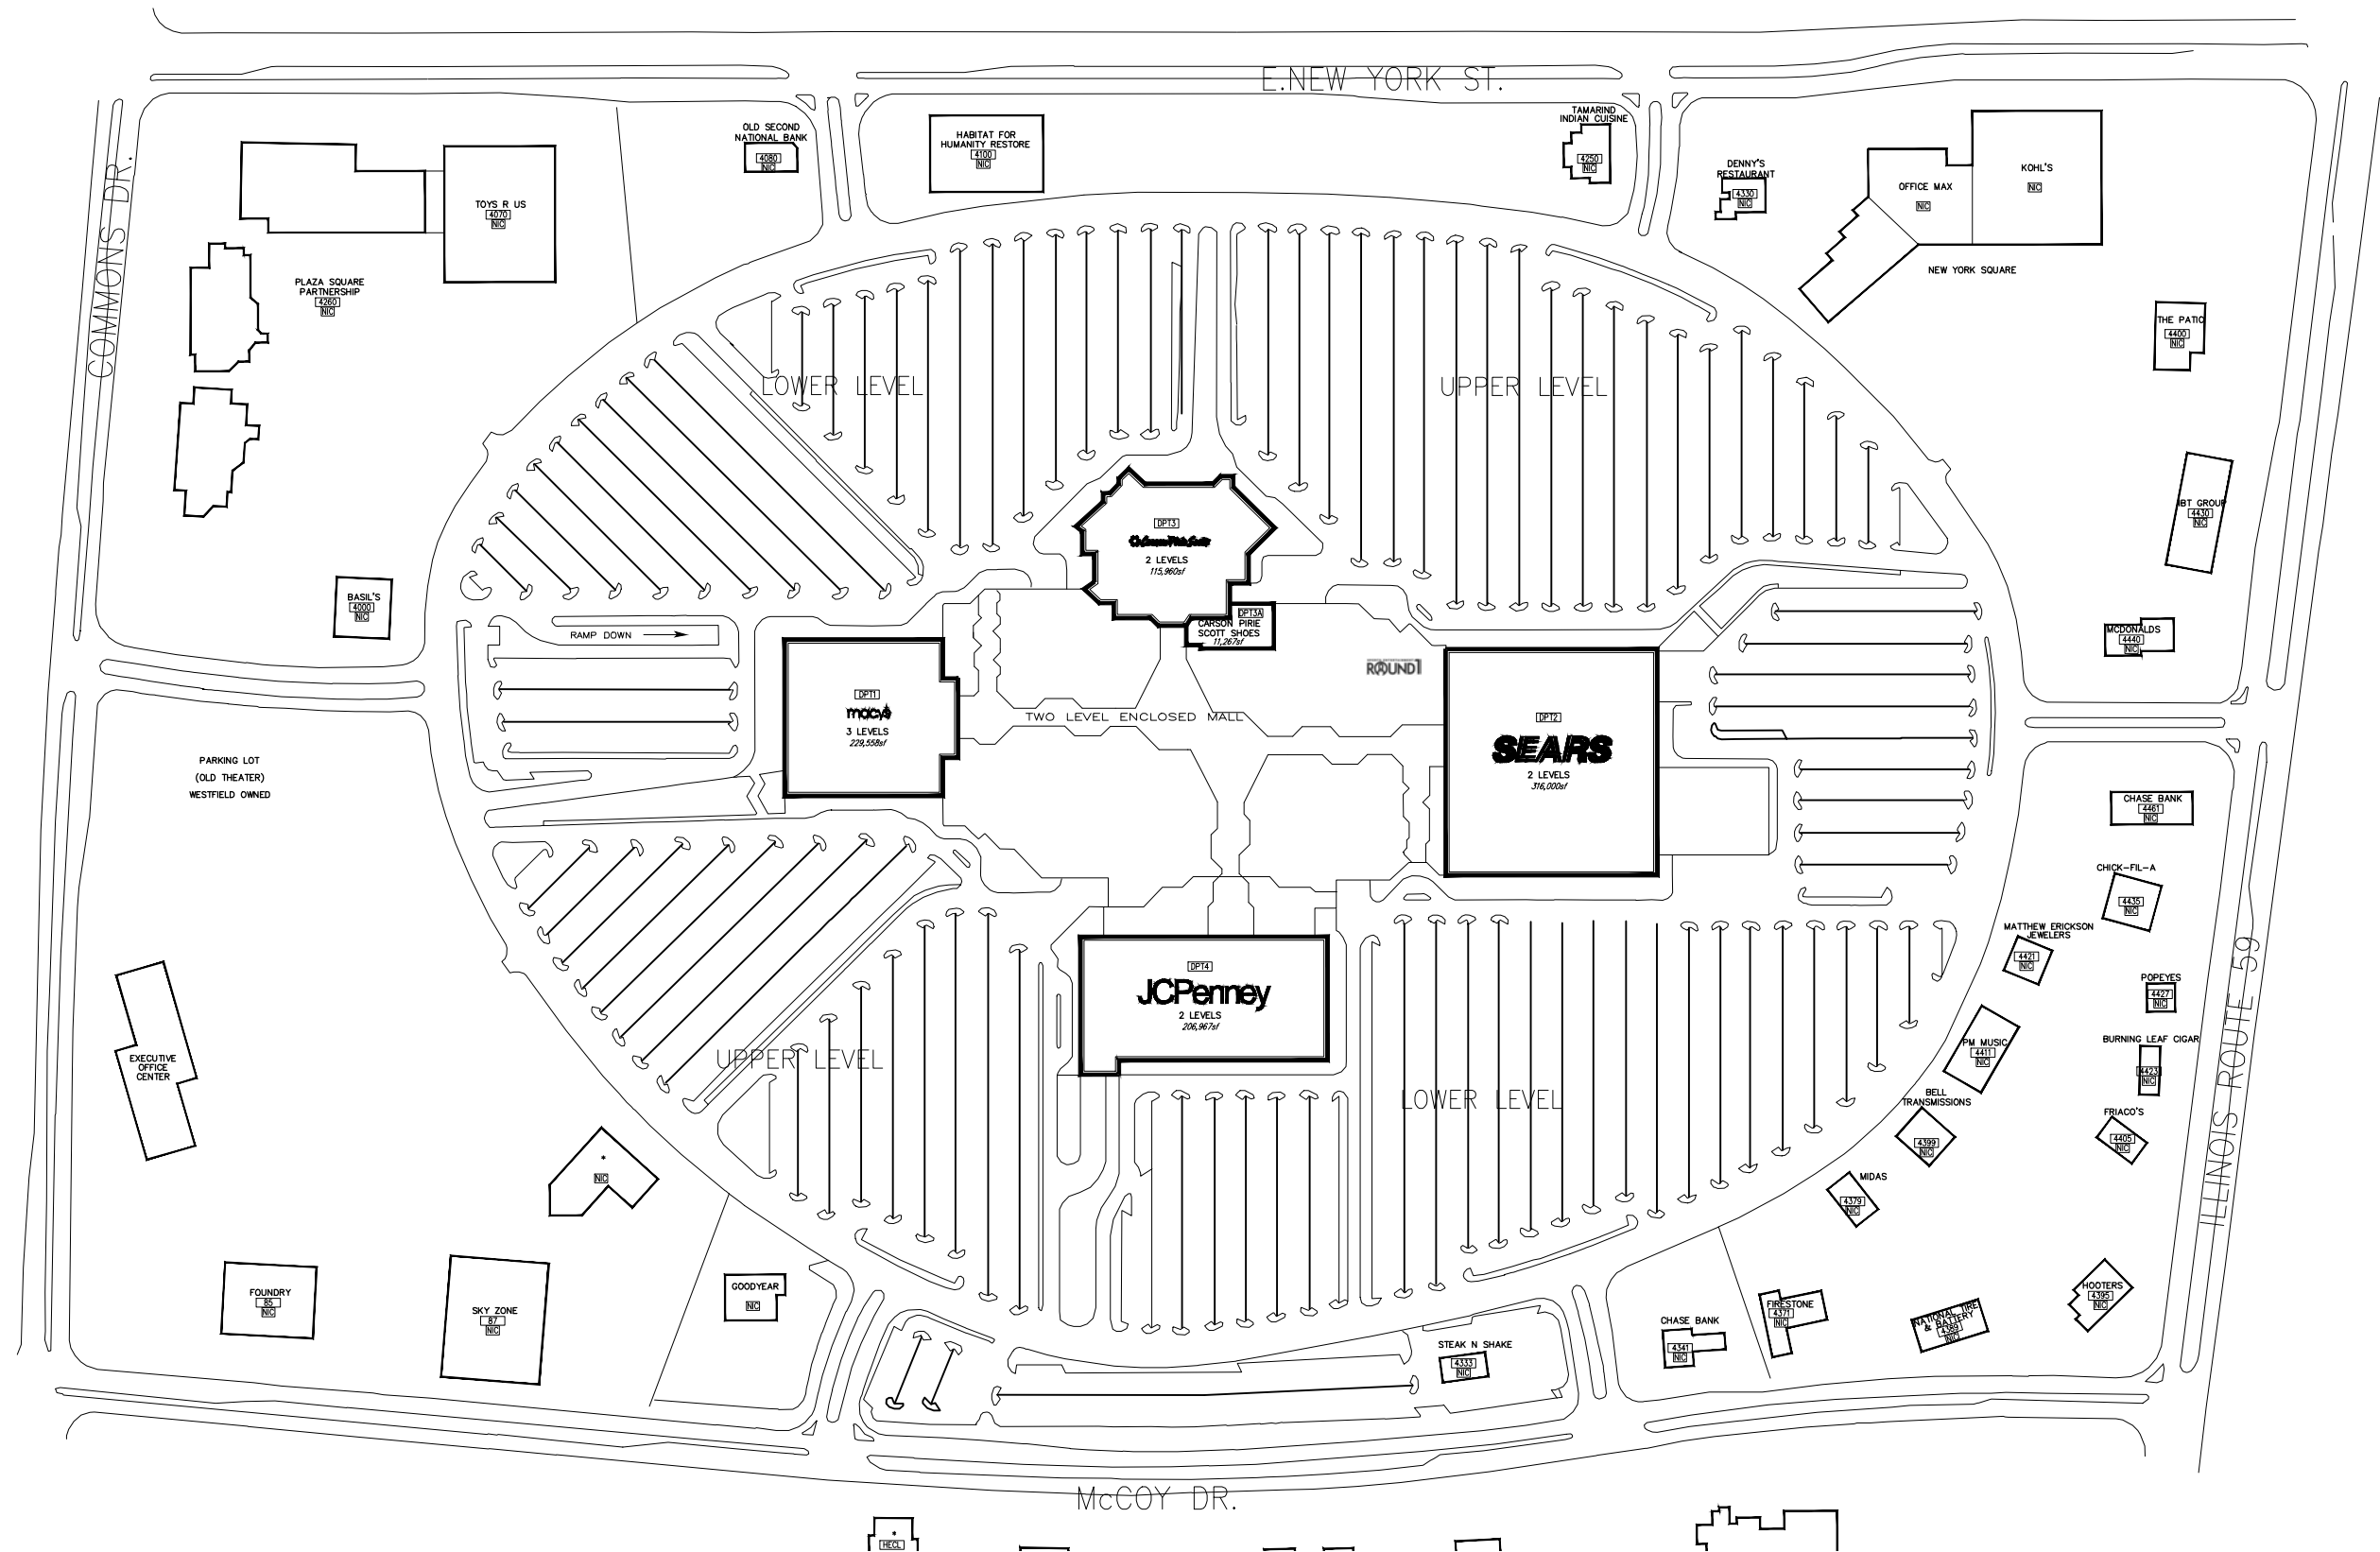 E.NEW YORK ST.
COMMONS DR.
OLD SECOND
NATIONAL BANK
4080
NIC
HABITAT FOR
HUMANITY RESTORE
4100
NIC
TAMARIND
INDIAN CUISINE
4250
NIC
DENNY'S
RESTAURANT
4330
NIC
OFFICE MAX
NIC
KOHL'S
NIC
NEW YORK SQUARE
TOYS R US
4070
NIC
PLAZA SQUARE
PARTNERSHIP
4260
NIC
THE PATIO
4400
NIC
LOWER LEVEL
UPPER LEVEL
IBT GROUP
4430
NIC
DPT3
Carson Pirie Scott
2 LEVELS
115,960sf
BASIL'S
4000
NIC
RAMP DOWN
DPT3A
CARSON PIRIE
SCOTT SHOES
11,267sf
MCDONALDS
4440
NIC
ROUND1
DPT1
macy's
3 LEVELS
229,558sf
TWO LEVEL ENCLOSED MALL
DPT2
SEARS
2 LEVELS
316,000sf
PARKING LOT
(OLD THEATER)
WESTFIELD OWNED
CHASE BANK
4461
NIC
CHICK-FIL-A
4435
NIC
MATTHEW ERICKSON
JEWELERS
4421
NIC
ILLINOIS ROUTE 59
DPT4
JCPenney
2 LEVELS
206,967sf
POPEYES
4427
NIC
PM MUSIC
4411
NIC
BURNING LEAF CIGAR
4423
NIC
EXECUTIVE
OFFICE
CENTER
UPPER LEVEL
LOWER LEVEL
BELL
TRANSMISSIONS
4399
NIC
FRIACO'S
4405
NIC
*
NIC
MIDAS
4379
NIC
FOUNDRY
85
NIC
SKY ZONE
87
NIC
GOODYEAR
NIC
STEAK N SHAKE
4333
NIC
CHASE BANK
4341
NIC
FIRESTONE
4371
NIC
NATIONAL TIRE
& BATTERY
4389
NIC
HOOTERS
4395
NIC
McCOY DR.
*
HECL